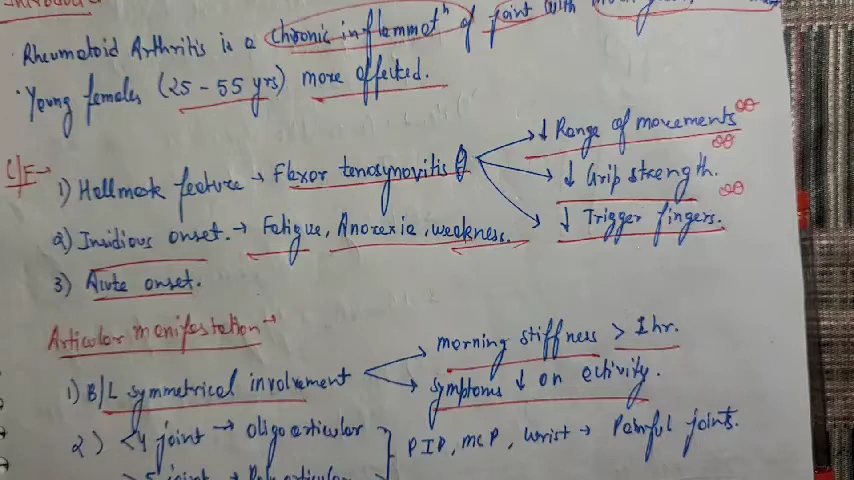 Rheumatoid Arthritis is a chronic inflammatn of joint with
· Young females (25 - 55 yrs) more affected.
C/F →
1) Hallmark feature → Flexor tenosynovitis of
↓ Range of movements
↓ Grip strength.
↓ Trigger fingers.
2) Insidious onset. → Fatigue, Anorexia, weakness.
3) Acute onset.
Articular manifestation →
1) B/L symmetrical involvement
morning stiffness > 1 hr.
symptoms ↓ on activity.
2) <4 joint → oligoarticular
PIP, MCP, wrist → Painful joints.